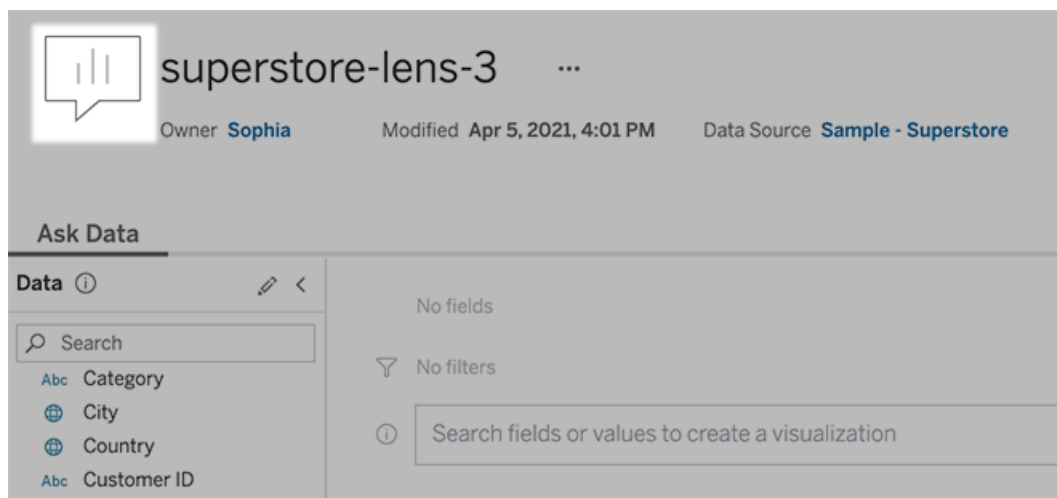 superstore-lens-3 ...
Owner Sophia Modified Apr 5, 2021, 4:01 PM Data Source Sample - Superstore
Ask Data
Data
No fields
Search
No filters
Abc Category
City
Search fields or values to create a visualization
Country
Abc Customer ID